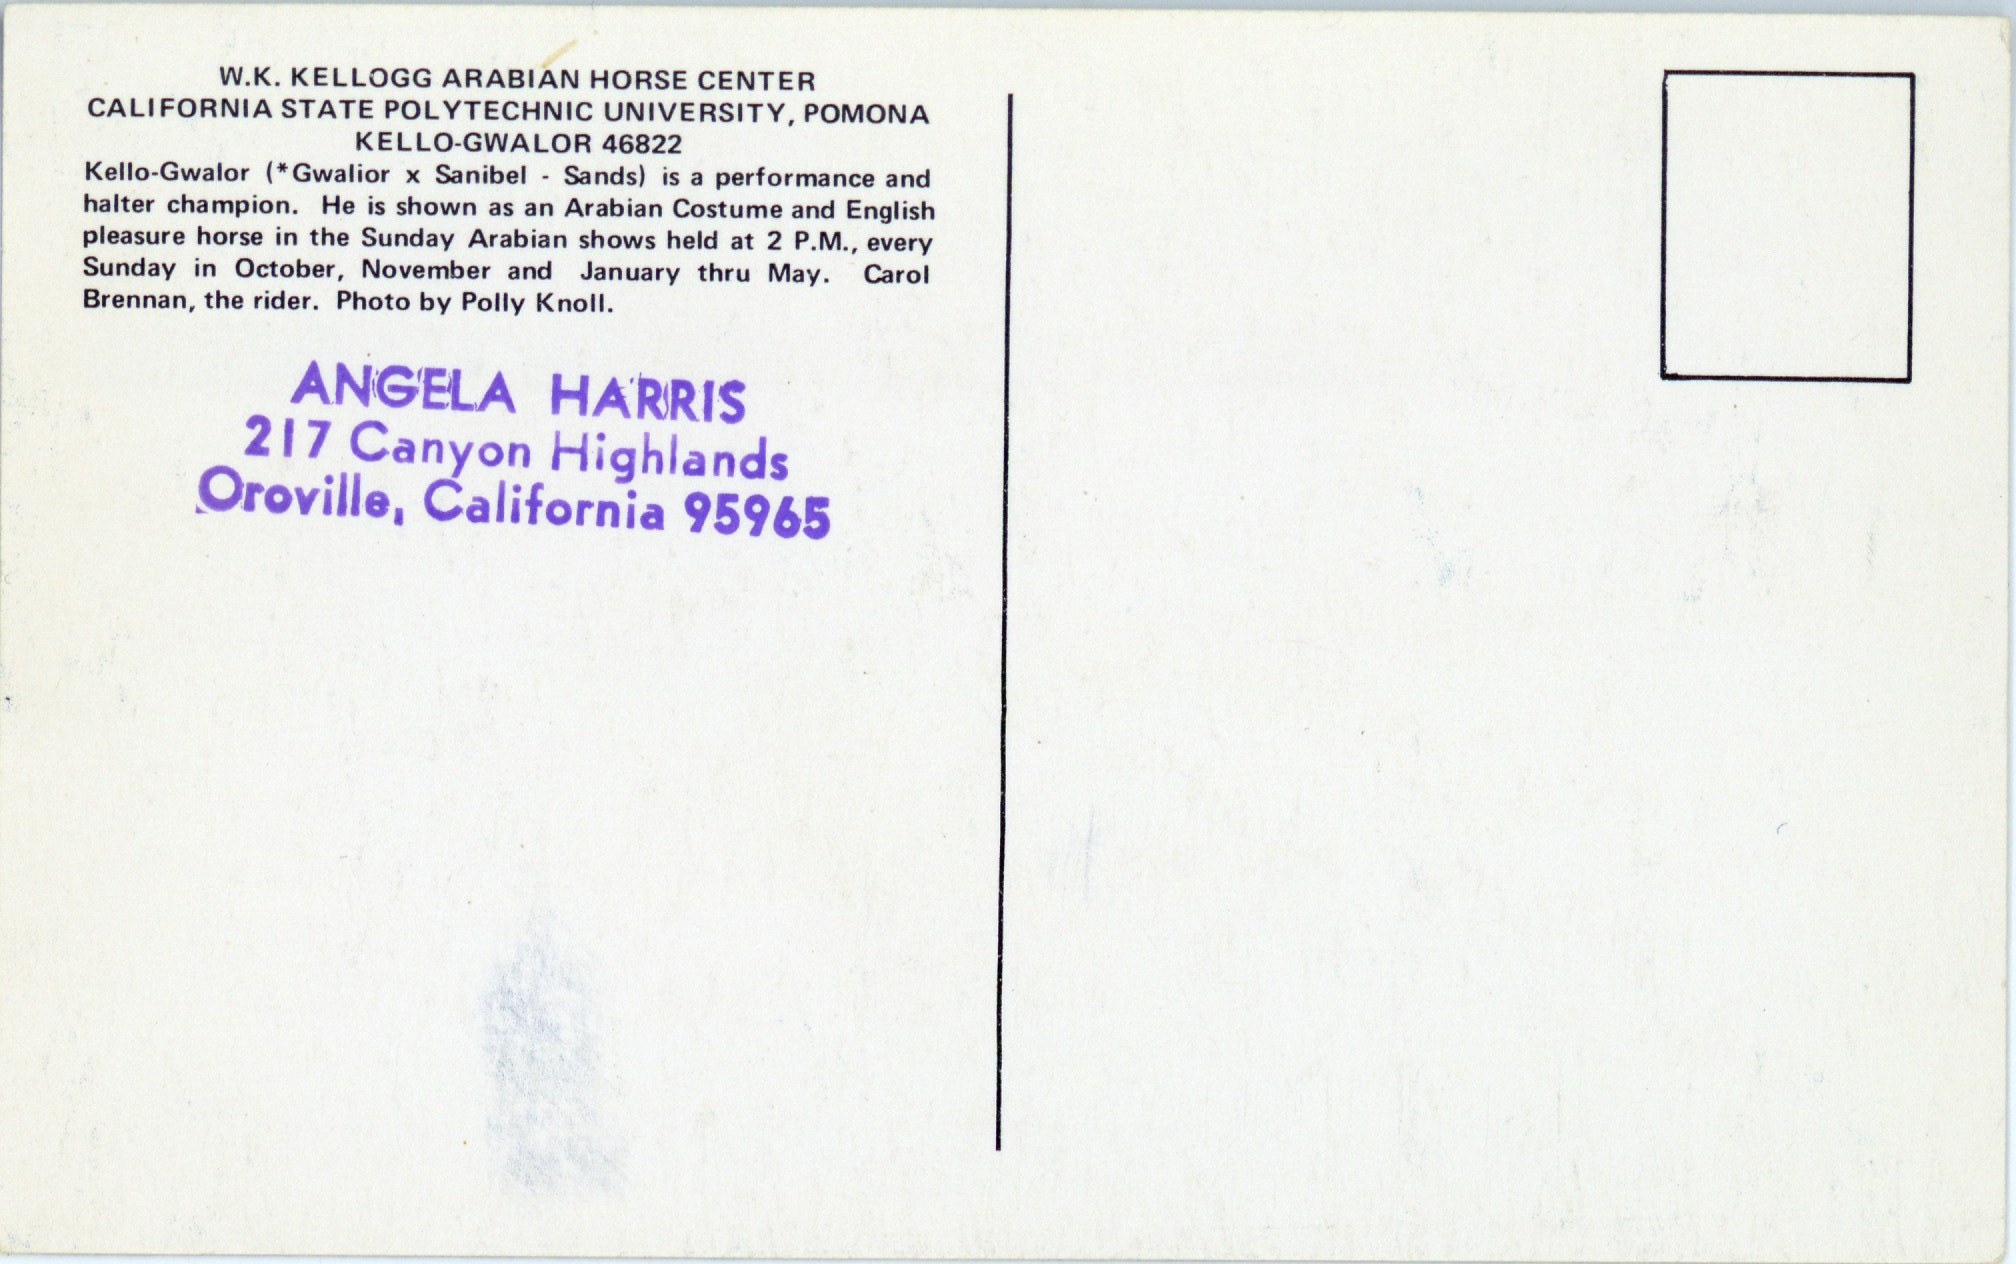 W.K. KELLOGG ARABIAN HORSE CENTER
CALIFORNIA STATE POLYTECHNIC UNIVERSITY, POMONA
KELLO-GWALOR 46822
Kello-Gwalor (*Gwalior x Sanibel - Sands) is a performance and
halter champion. He is shown as an Arabian Costume and English
pleasure horse in the Sunday Arabian shows held at 2 P.M., every
Sunday in October, November and January thru May. Carol
Brennan, the rider. Photo by Polly Knoll.
ANGELA HARRIS
217 Canyon Highlands
Oroville, California 95965